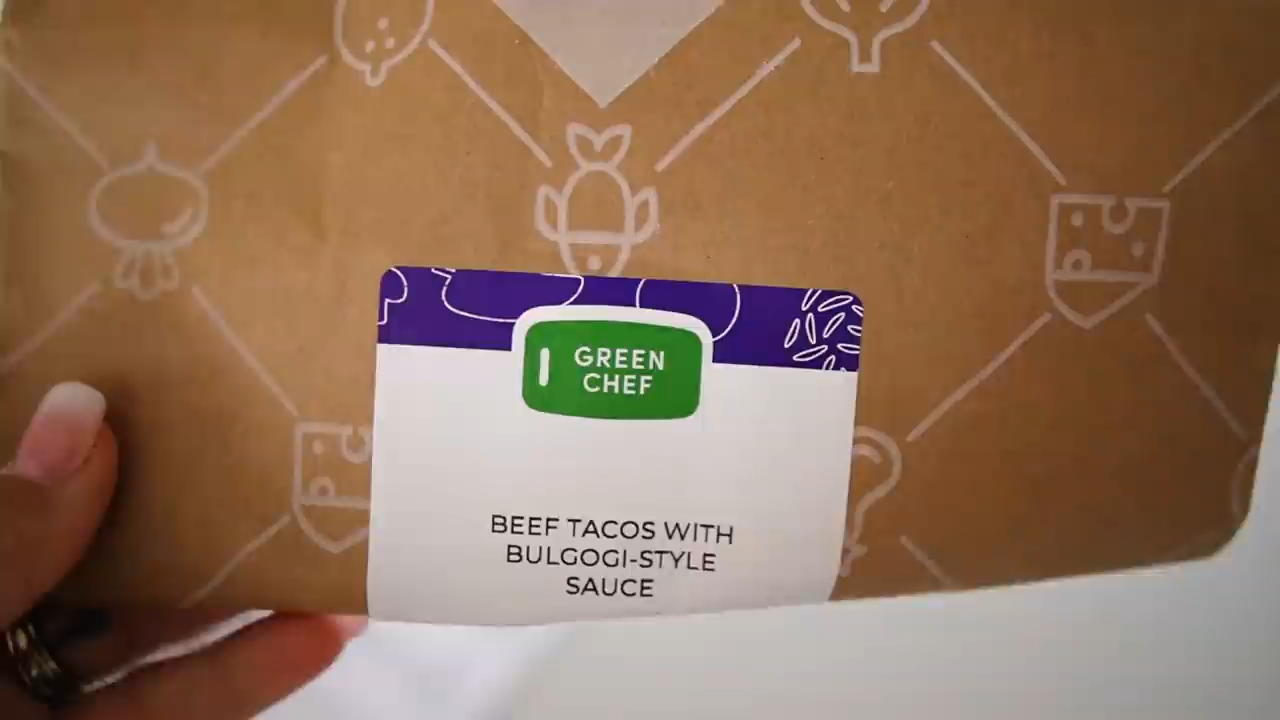 GREEN
CHEF
BEEF TACOS WITH
BULGOGI-STYLE
SAUCE